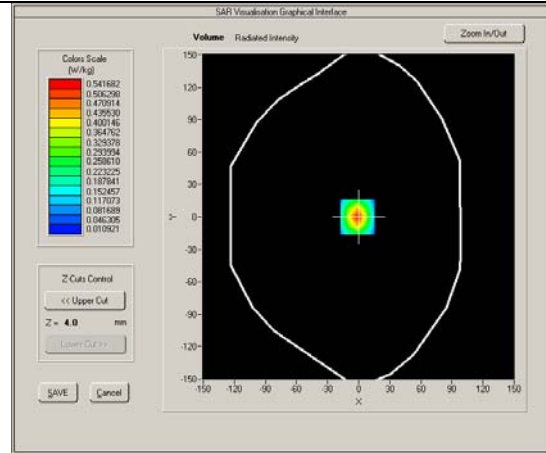 SAR Visualisation Graphical Interface
Volume Radiated Intensity
Zoom In/Out
Colors Scale
(W/kg)
0.541682
0.506298
0.470914
0.435530
0.400146
0.364762
0.329378
0.293994
0.258610
0.223225
0.187841
0.152457
0.117073
0.081689
0.046305
0.010921
150
120
90
60
30
0
-30
-60
-90
-120
-150
Y
-150 -120 -90 -60 -30 0 30 60 90 120 150
X
Z-Cuts Control
<< Upper Cut
Z = 4.0 mm
Lower Cut >>
SAVE Cancel